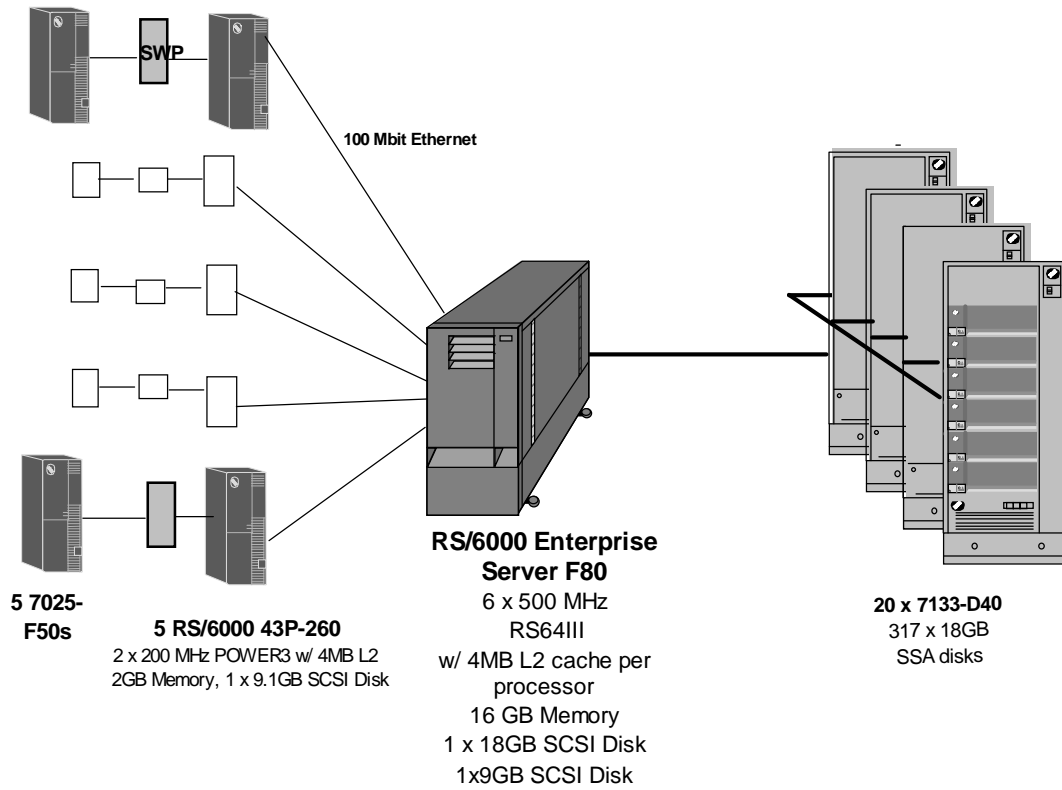 SWP
100 Mbit Ethernet
5 7025-
F50s
5 RS/6000 43P-260
2 x 200 MHz POWER3 w/ 4MB L2
2GB Memory, 1 x 9.1GB SCSI Disk
RS/6000 Enterprise
Server F80
6 x 500 MHz
RS64III
w/ 4MB L2 cache per
processor
16 GB Memory
1 x 18GB SCSI Disk
1x9GB SCSI Disk
20 x 7133-D40
317 x 18GB
SSA disks